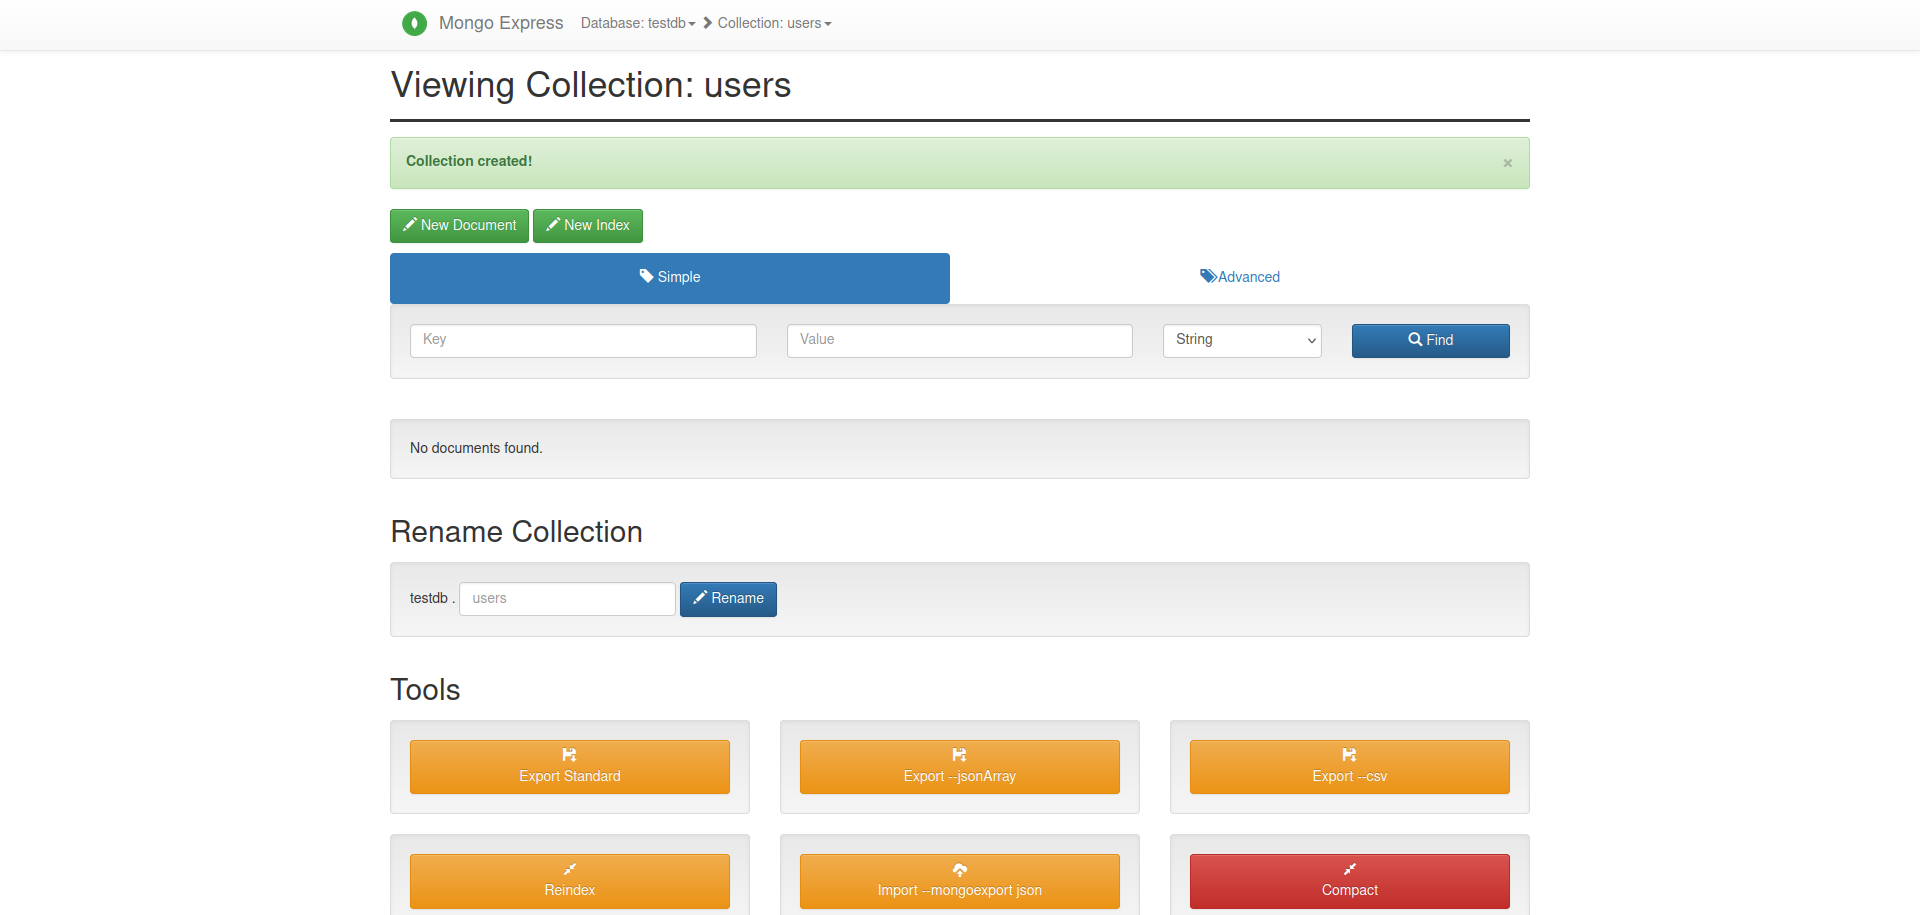 Mongo Express Database: testdb Collection: users
Viewing Collection: users
Collection created! ×
New Document New Index
Simple Advanced
Key Value String Find
No documents found.
Rename Collection
testdb . users Rename
Tools
Export Standard Export --jsonArray Export --csv
Reindex Import --mongoexport json Compact